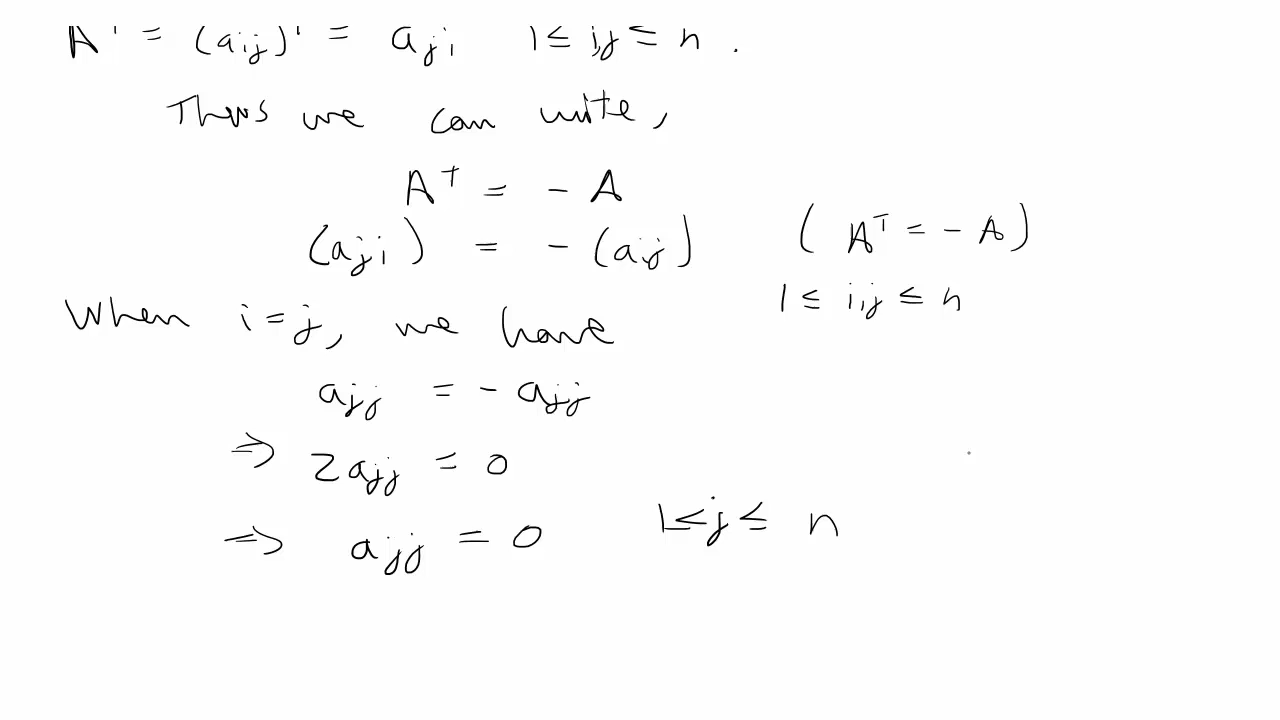 Aᵀ = (aᵢⱼ)ᵀ = aⱼᵢ 1 ≤ i,j ≤ n .
Thus we can write,
Aᵀ = - A
(aⱼᵢ) = - (aᵢⱼ) ( Aᵀ = - A )
1 ≤ i,j ≤ n
When i = j, we have
aⱼⱼ = - aⱼⱼ
⇒ 2aⱼⱼ = 0
⇒ aⱼⱼ = 0 1 ≤ j ≤ n